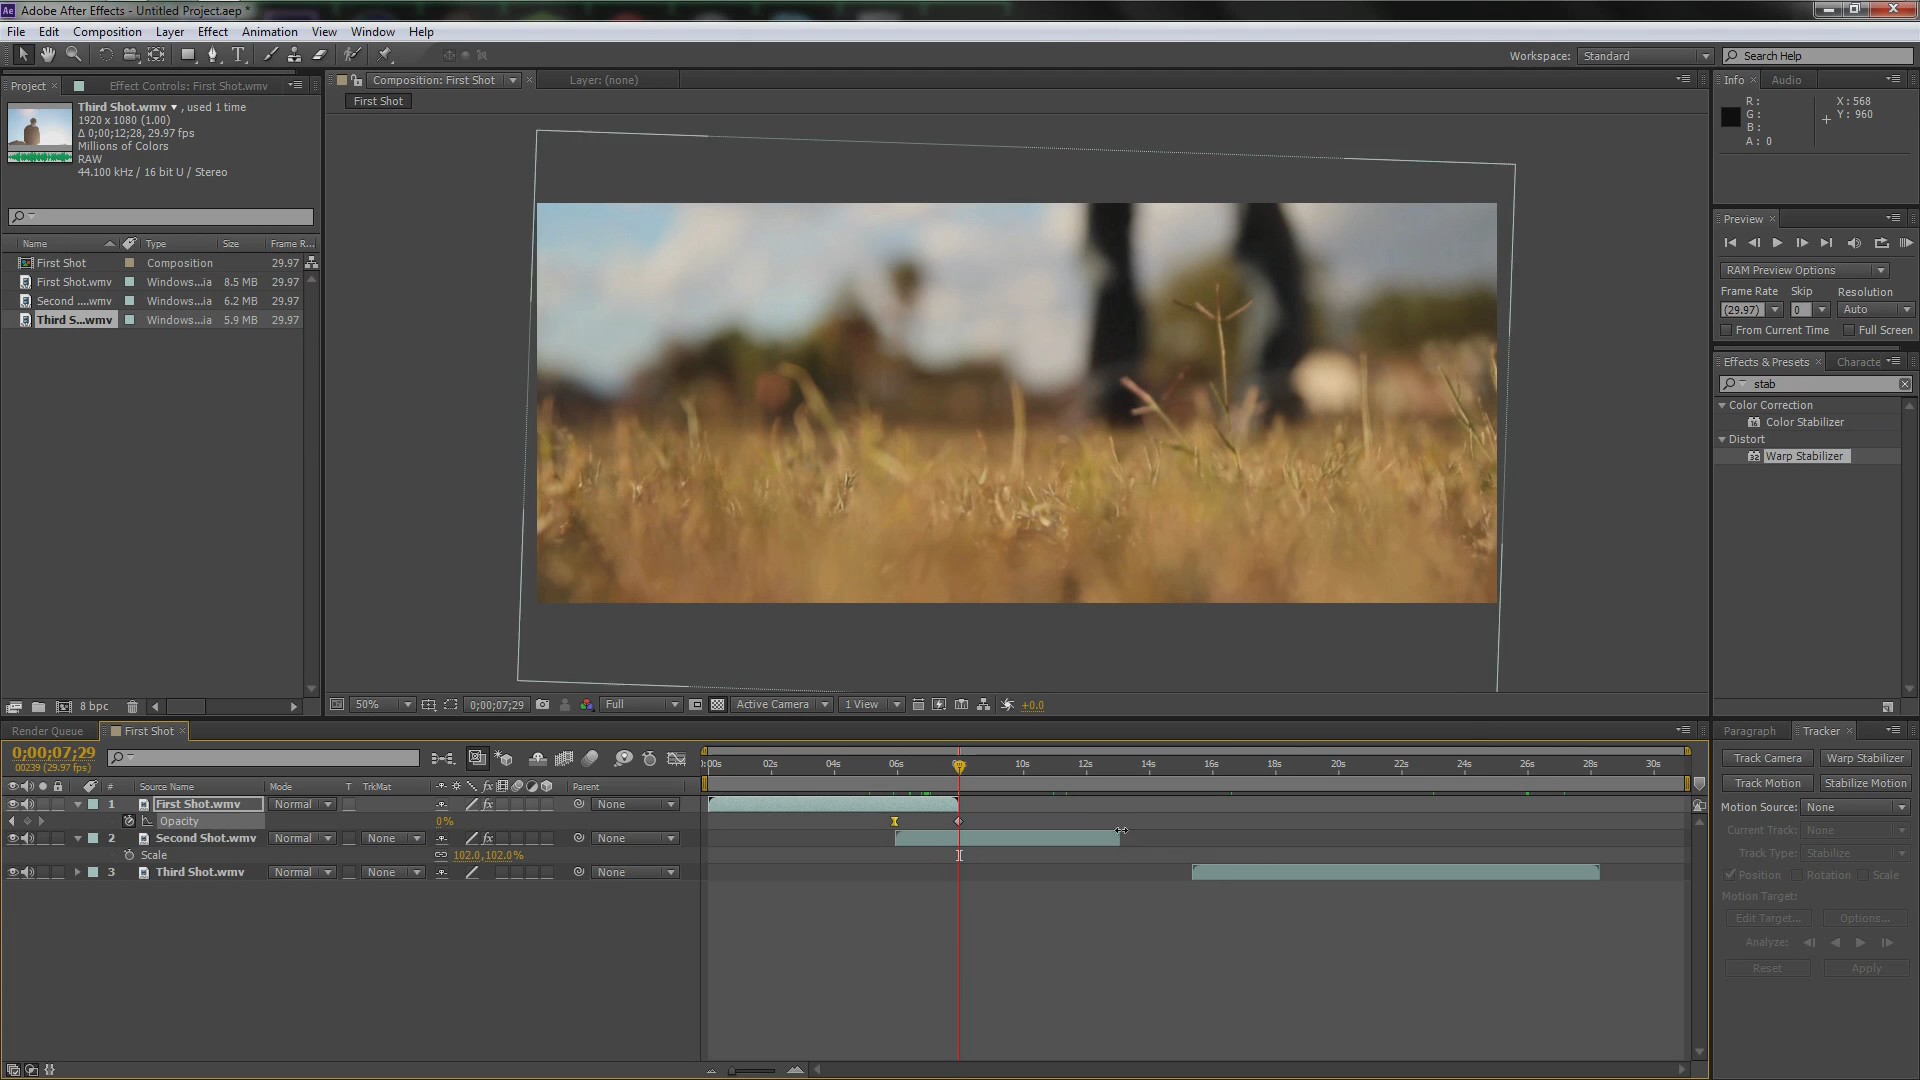 Ae Adobe After Effects - Untitled Project.aep *
File Edit Composition Layer Effect Animation View Window Help
Workspace: Standard Search Help
Project Effect Controls: First Shot.wmv
Third Shot.wmv , used 1 time
1920 x 1080 (1.00)
Δ 0;00;12;28, 29.97 fps
Millions of Colors
RAW
44.100 kHz / 16 bit U / Stereo
Name Type Size Frame R...
First Shot Composition 29.97
First Shot.wmv Windows...ia 8.5 MB 29.97
Second ....wmv Windows...ia 6.2 MB 29.97
Third S...wmv Windows...ia 5.9 MB 29.97
8 bpc
Composition: First Shot Layer: (none)
First Shot
50% 0;00;07;29 Full Active Camera 1 View +0.0
Info Audio
R :
G :
B :
A : 0
X : 568
Y : 960
Preview
RAM Preview Options
Frame Rate Skip Resolution
(29.97) 0 Auto
From Current Time Full Screen
Effects & Presets Characte
stab
Color Correction
16 Color Stabilizer
Distort
32 Warp Stabilizer
Render Queue First Shot
0;00;07;29
00239 (29.97 fps)
# Source Name Mode T TrkMat fx Parent
:00s 02s 04s 06s 10s 12s 14s 16s 18s 20s 22s 24s 26s 28s 30s
1 First Shot.wmv Normal fx None
Opacity 0%
2 Second Shot.wmv Normal None fx None
Scale 102.0,102.0%
3 Third Shot.wmv Normal None None
Paragraph Tracker
Track Camera Warp Stabilizer
Track Motion Stabilize Motion
Motion Source: None
Current Track: None
Track Type: Stabilize
Position Rotation Scale
Motion Target:
Edit Target... Options...
Analyze:
Reset Apply